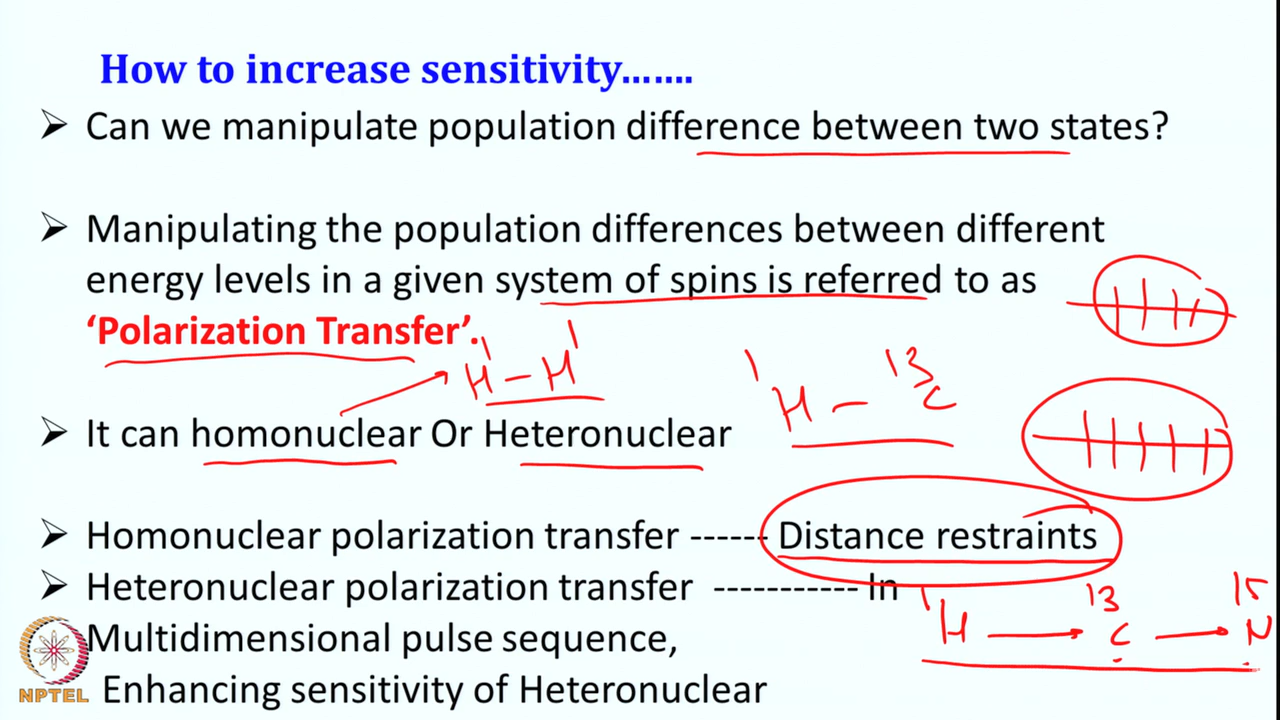 How to increase sensitivity.......
➢ Can we manipulate population difference between two states?
➢ Manipulating the population differences between different
energy levels in a given system of spins is referred to as
‘Polarization Transfer’.
¹H – H¹
¹H – ¹³C
➢ It can homonuclear Or Heteronuclear
➢ Homonuclear polarization transfer ------ Distance restraints
➢ Heteronuclear polarization transfer ----------- In
¹H → ¹³C → ¹⁵N
Multidimensional pulse sequence,
Enhancing sensitivity of Heteronuclear
NPTEL